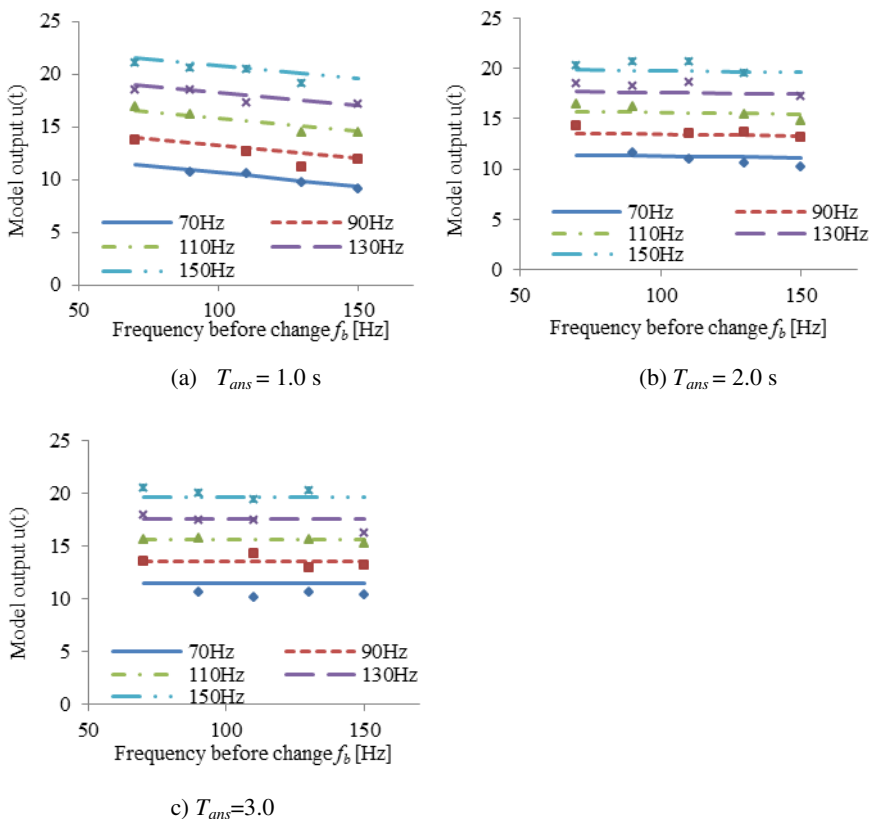 Model output u(t)
25
20
15
10
5
0
70Hz 90Hz
110Hz 130Hz
150Hz
50 100 150
Frequency before change f_b [Hz]
(a) T_ans = 1.0 s
Model output u(t)
25
20
15
10
5
0
70Hz 90Hz
110Hz 130Hz
150Hz
50 100 150
Frequency before change f_b [Hz]
(b) T_ans = 2.0 s
Model output u(t)
25
20
15
10
5
0
70Hz 90Hz
110Hz 130Hz
150Hz
50 100 150
Frequency before change f_b [Hz]
c) T_ans=3.0